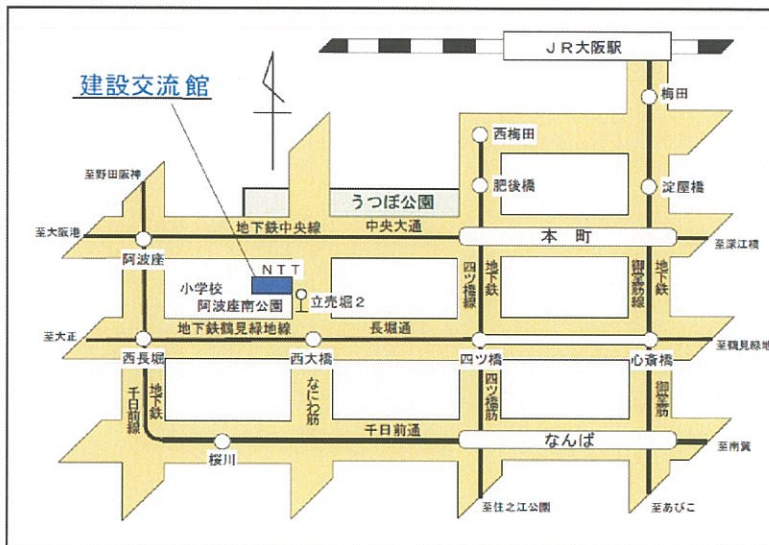 JR大阪駅
建設交流館
梅田
西梅田
至野田阪神
肥後橋
淀屋橋
うつぼ公園
地下鉄中央線
中央大通
至大阪港
本町
至深江橋
阿波座
NTT
小学校
阿波座南公園
立売堀2
四ツ橋線
地下鉄
御堂筋線
地下鉄
地下鉄鶴見緑地線
長堀通
至大正
至鶴見緑地
西長堀
西大橋
四ツ橋
心斎橋
千日前線
地下鉄
なにわ筋
四ツ橋筋
御堂筋
千日前通
なんば
至南巽
桜川
至住之江公園
至あびこ